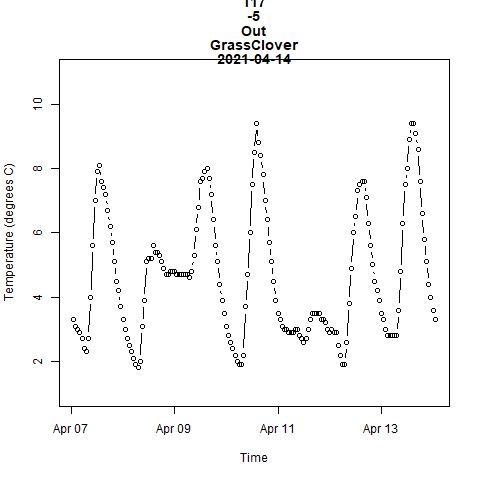 T17
-5
Out
GrassClover
2021-04-14
Temperature (degrees C)
10
8
6
4
2
Apr 07 Apr 09 Apr 11 Apr 13
Time